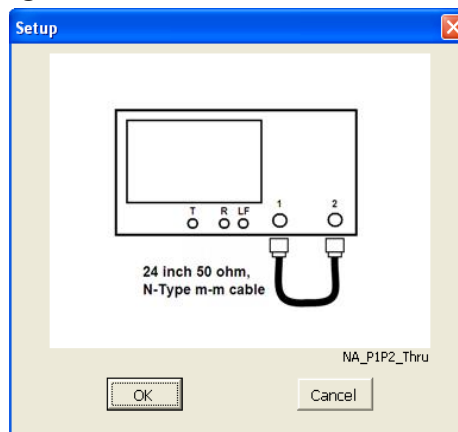 Setup
T R LF 1 2
24 inch 50 ohm,
N-Type m-m cable
NA_P1P2_Thru
OK Cancel